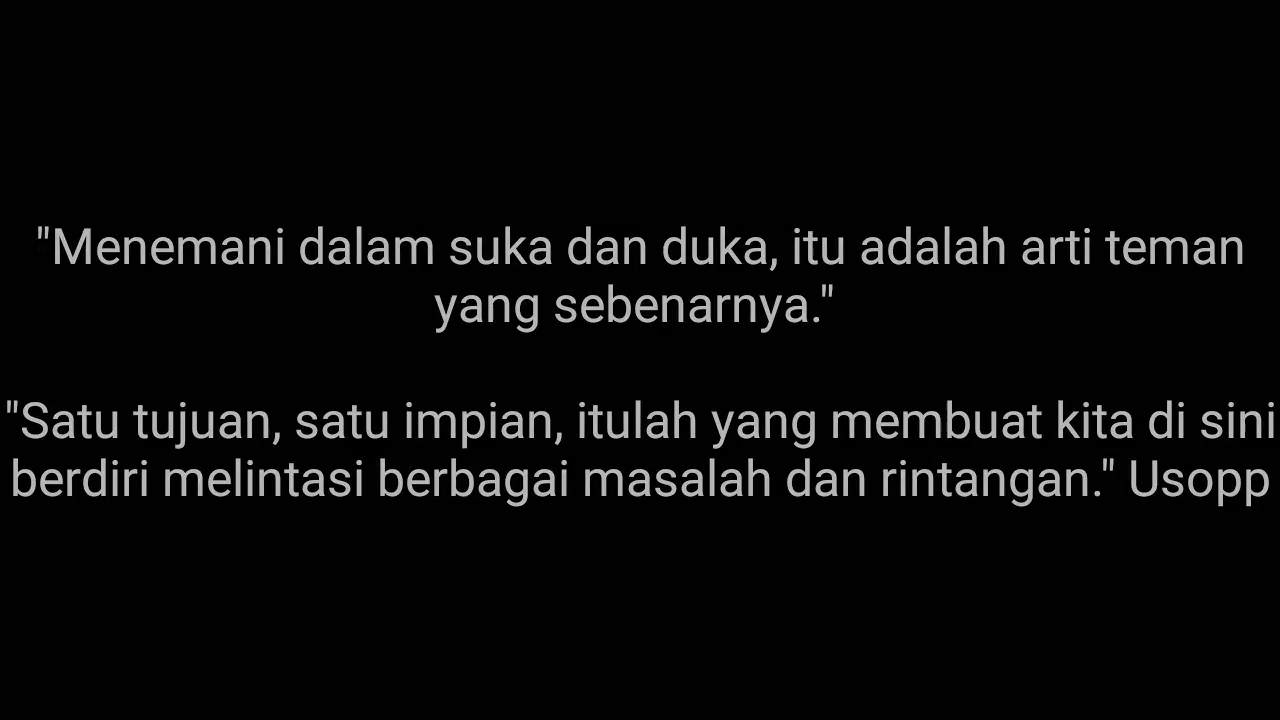 "Menemani dalam suka dan duka, itu adalah arti teman
yang sebenarnya."
"Satu tujuan, satu impian, itulah yang membuat kita di sini
berdiri melintasi berbagai masalah dan rintangan." Usopp